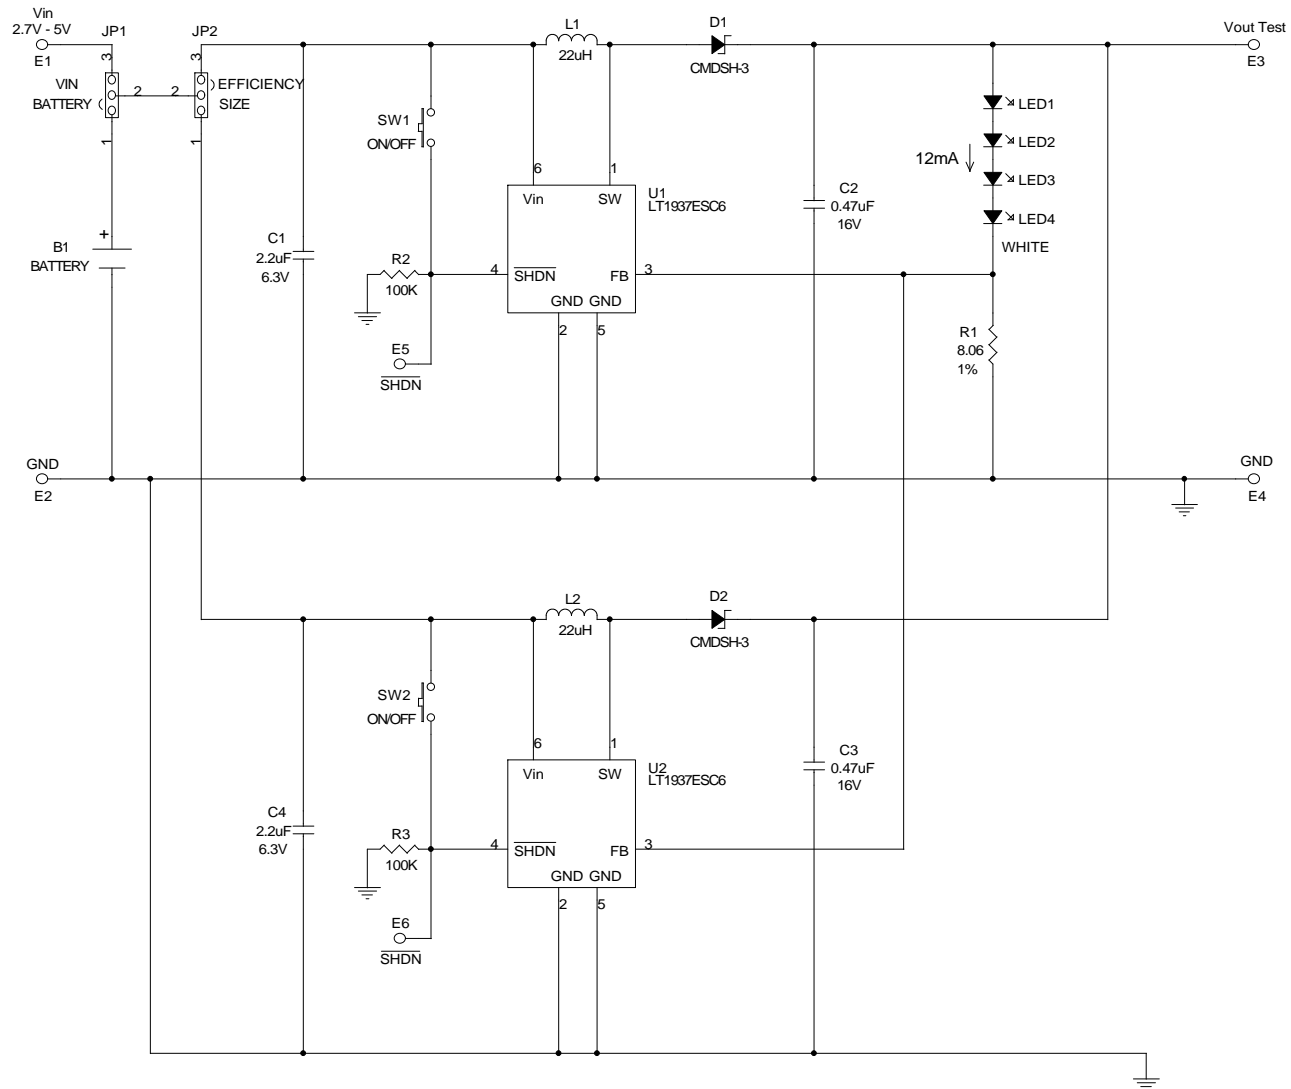 Vin
2.7V - 5V
E1
JP1
3
VIN
BATTERY
2
1
JP2
3
2
EFFICIENCY
SIZE
1
B1
BATTERY
+
C1
2.2uF
6.3V
SW1
ON/OFF
R2
100K
E5
SHDN
L1
22uH
D1
CMDSH-3
6
1
Vin
SW
U1
LT1937ESC6
4
SHDN
FB
3
GND
GND
2
5
C2
0.47uF
16V
12mA
LED1
LED2
LED3
LED4
WHITE
R1
8.06
1%
Vout Test
E3
GND
E2
GND
E4
L2
22uH
D2
CMDSH-3
SW2
ON/OFF
6
1
Vin
SW
U2
LT1937ESC6
C4
2.2uF
6.3V
R3
100K
4
SHDN
FB
3
GND
GND
2
5
E6
SHDN
C3
0.47uF
16V